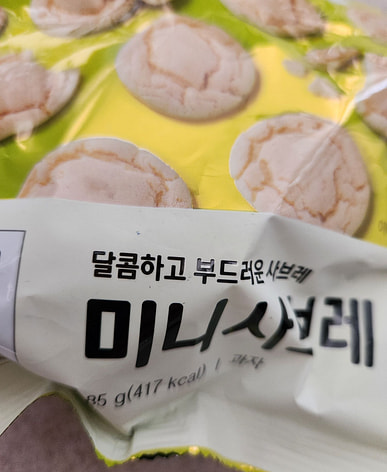 달콤하고 부드러운 사브레
미니 사브레
85 g(417 kcal) | 과자